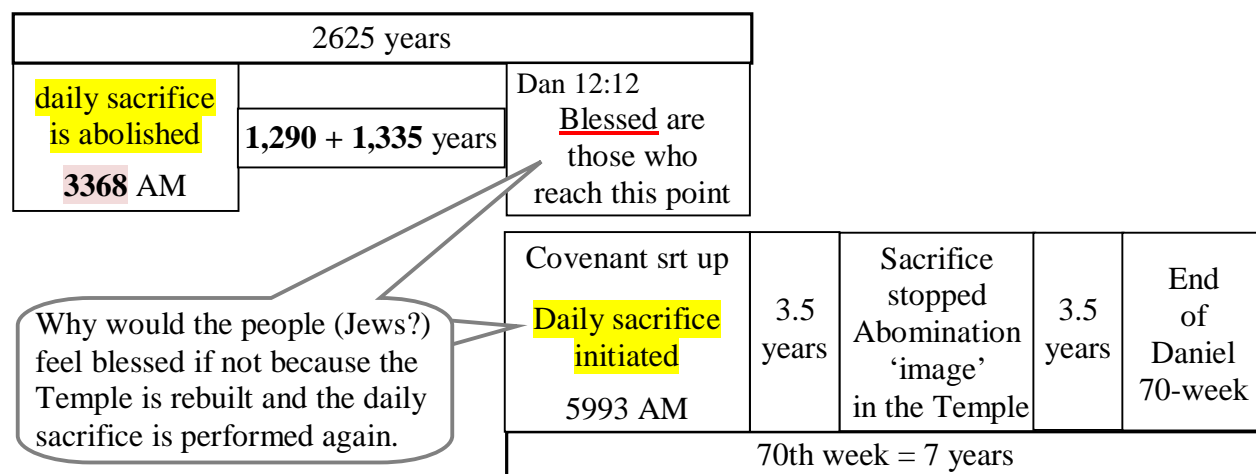 2625 years
daily sacrifice
is abolished
3368 AM
1,290 + 1,335 years
Dan 12:12
Blessed are
those who
reach this point
Why would the people (Jews?)
feel blessed if not because the
Temple is rebuilt and the daily
sacrifice is performed again.
Covenant srt up
Daily sacrifice
initiated
5993 AM
3.5
years
Sacrifice
stopped
Abomination
‘image’
in the Temple
3.5
years
End
of
Daniel
70-week
70th week = 7 years